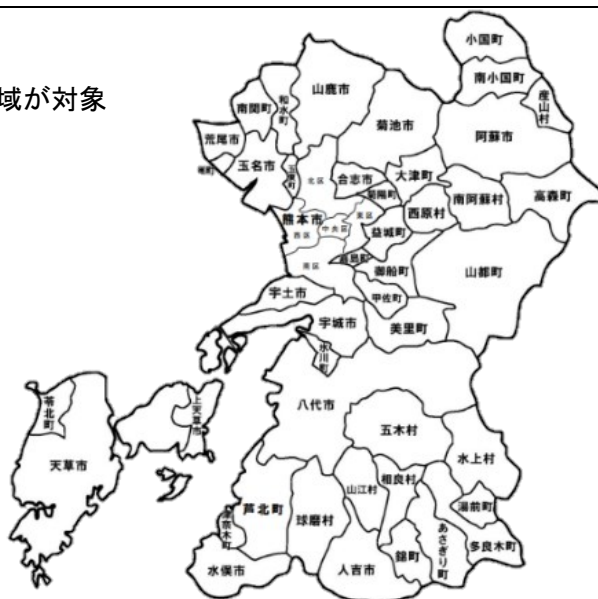 域が対象
小国町
南小国町
産山村
山鹿市
和水町
南関町
菊池市
阿蘇市
荒尾市
玉名市
玉東町
北区
合志市
大津町
菊陽町
高森町
南阿蘇村
西原村
熊本市
東区
中央区
西区
益城町
南区
嘉島町
御船町
山都町
甲佐町
宇土市
宇城市
美里町
氷川町
八代市
五木村
水上村
上天草市
苓北町
天草市
相良村
山江村
湯前町
芦北町
球磨村
あさぎり町
多良木町
津奈木町
錦町
水俣市
人吉市